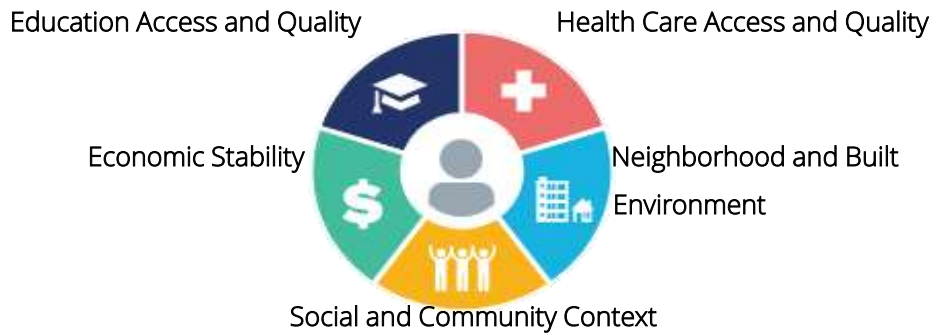 Education Access and Quality
Health Care Access and Quality
Economic Stability
Neighborhood and Built
Environment
$
Social and Community Context